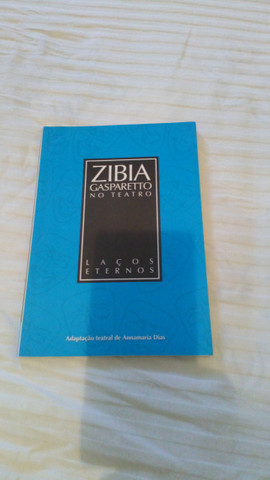 ZIBIA
GASPARETTO
NO TEATRO
LAÇOS
ETERNOS
Adaptação teatral de Annamaria Dias